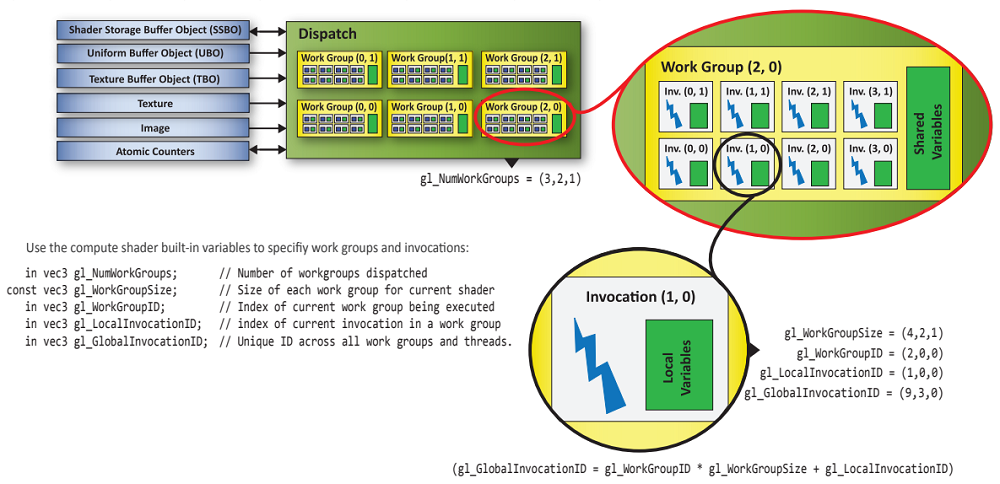 Shader Storage Buffer Object (SSBO)
Uniform Buffer Object (UBO)
Texture Buffer Object (TBO)
Texture
Image
Atomic Counters
Dispatch
Work Group (0, 1)
Work Group(1, 1)
Work Group (2, 1)
Work Group (0, 0)
Work Group (1, 0)
Work Group (2, 0)
gl_NumWorkGroups = (3,2,1)
Work Group (2, 0)
Inv. (0, 1)
Inv. (1, 1)
Inv. (2, 1)
Inv. (3, 1)
Inv. (0, 0)
Inv. (1, 0)
Inv. (2, 0)
Inv. (3, 0)
Shared
Variables
Use the compute shader built-in variables to specifiy work groups and invocations:
in vec3 gl_NumWorkGroups; // Number of workgroups dispatched
const vec3 gl_WorkGroupSize; // Size of each work group for current shader
in vec3 gl_WorkGroupID; // Index of current work group being executed
in vec3 gl_LocalInvocationID; // index of current invocation in a work group
in vec3 gl_GlobalInvocationID; // Unique ID across all work groups and threads.
Invocation (1, 0)
Local
Variables
gl_WorkGroupSize = (4,2,1)
gl_WorkGroupID = (2,0,0)
gl_LocalInvocationID = (1,0,0)
gl_GlobalInvocationID = (9,3,0)
(gl_GlobalInvocationID = gl_WorkGroupID * gl_WorkGroupSize + gl_LocalInvocationID)